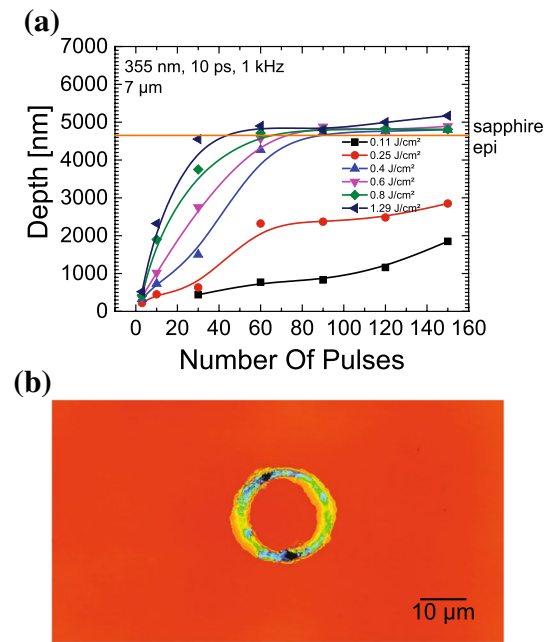 (a)
7000
6000
5000
4000
3000
2000
1000
0
Depth [nm]
355 nm, 10 ps, 1 kHz
7 µm
sapphire
epi
0.11 J/cm²
0.25 J/cm²
0.4 J/cm²
0.6 J/cm²
0.8 J/cm²
1.29 J/cm²
0 20 40 60 80 100 120 140 160
Number Of Pulses
(b)
10 µm